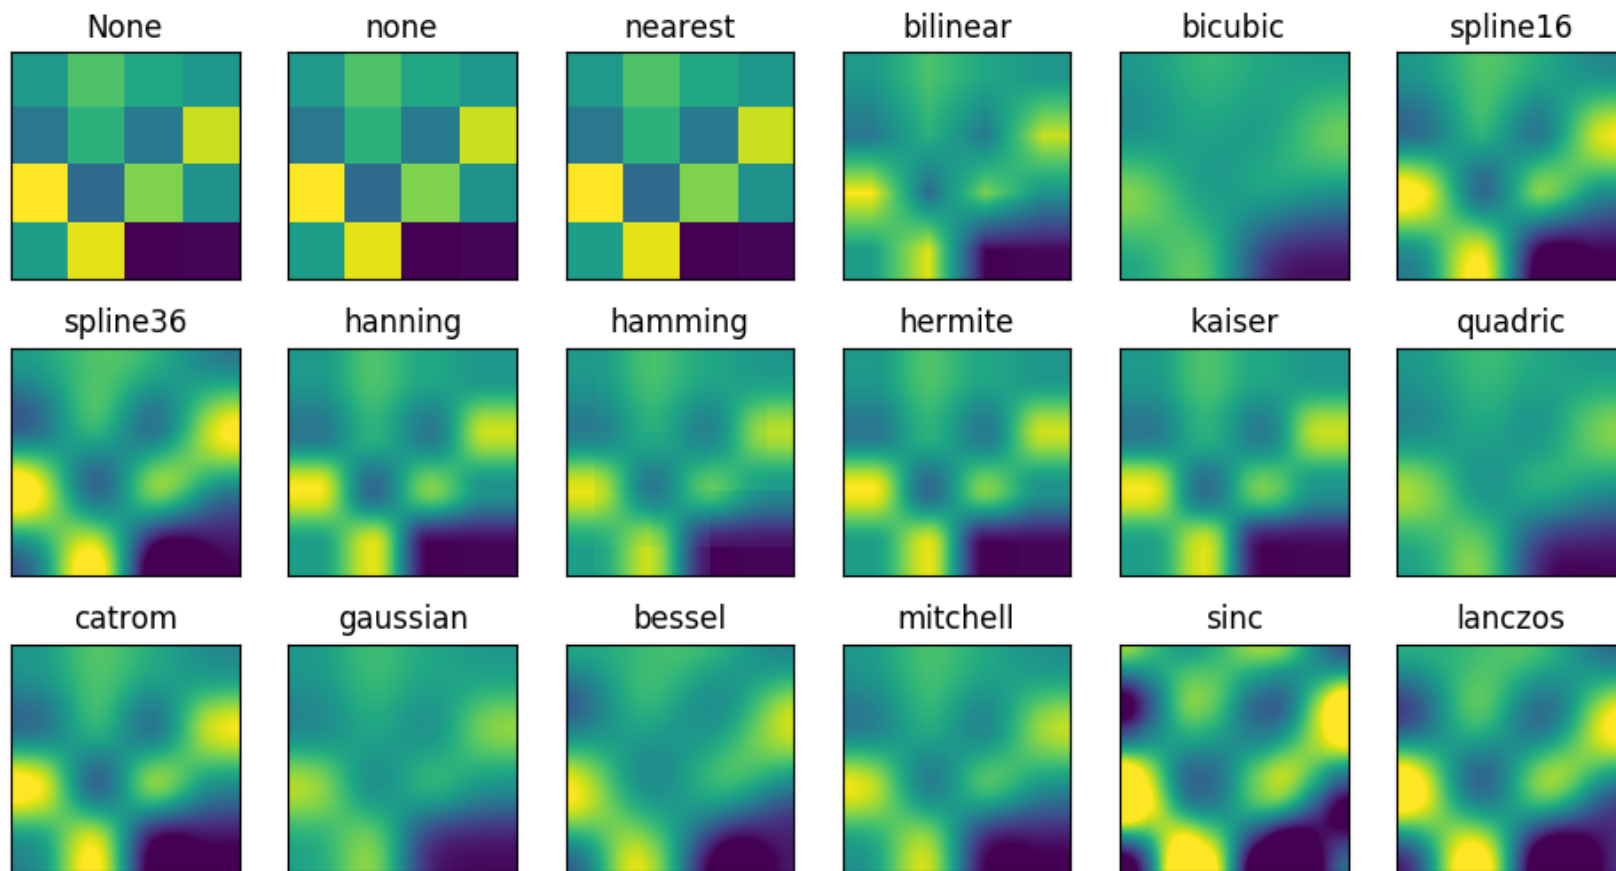 None none nearest bilinear bicubic spline16
spline36 hanning hamming hermite kaiser quadric
catrom gaussian bessel mitchell sinc lanczos